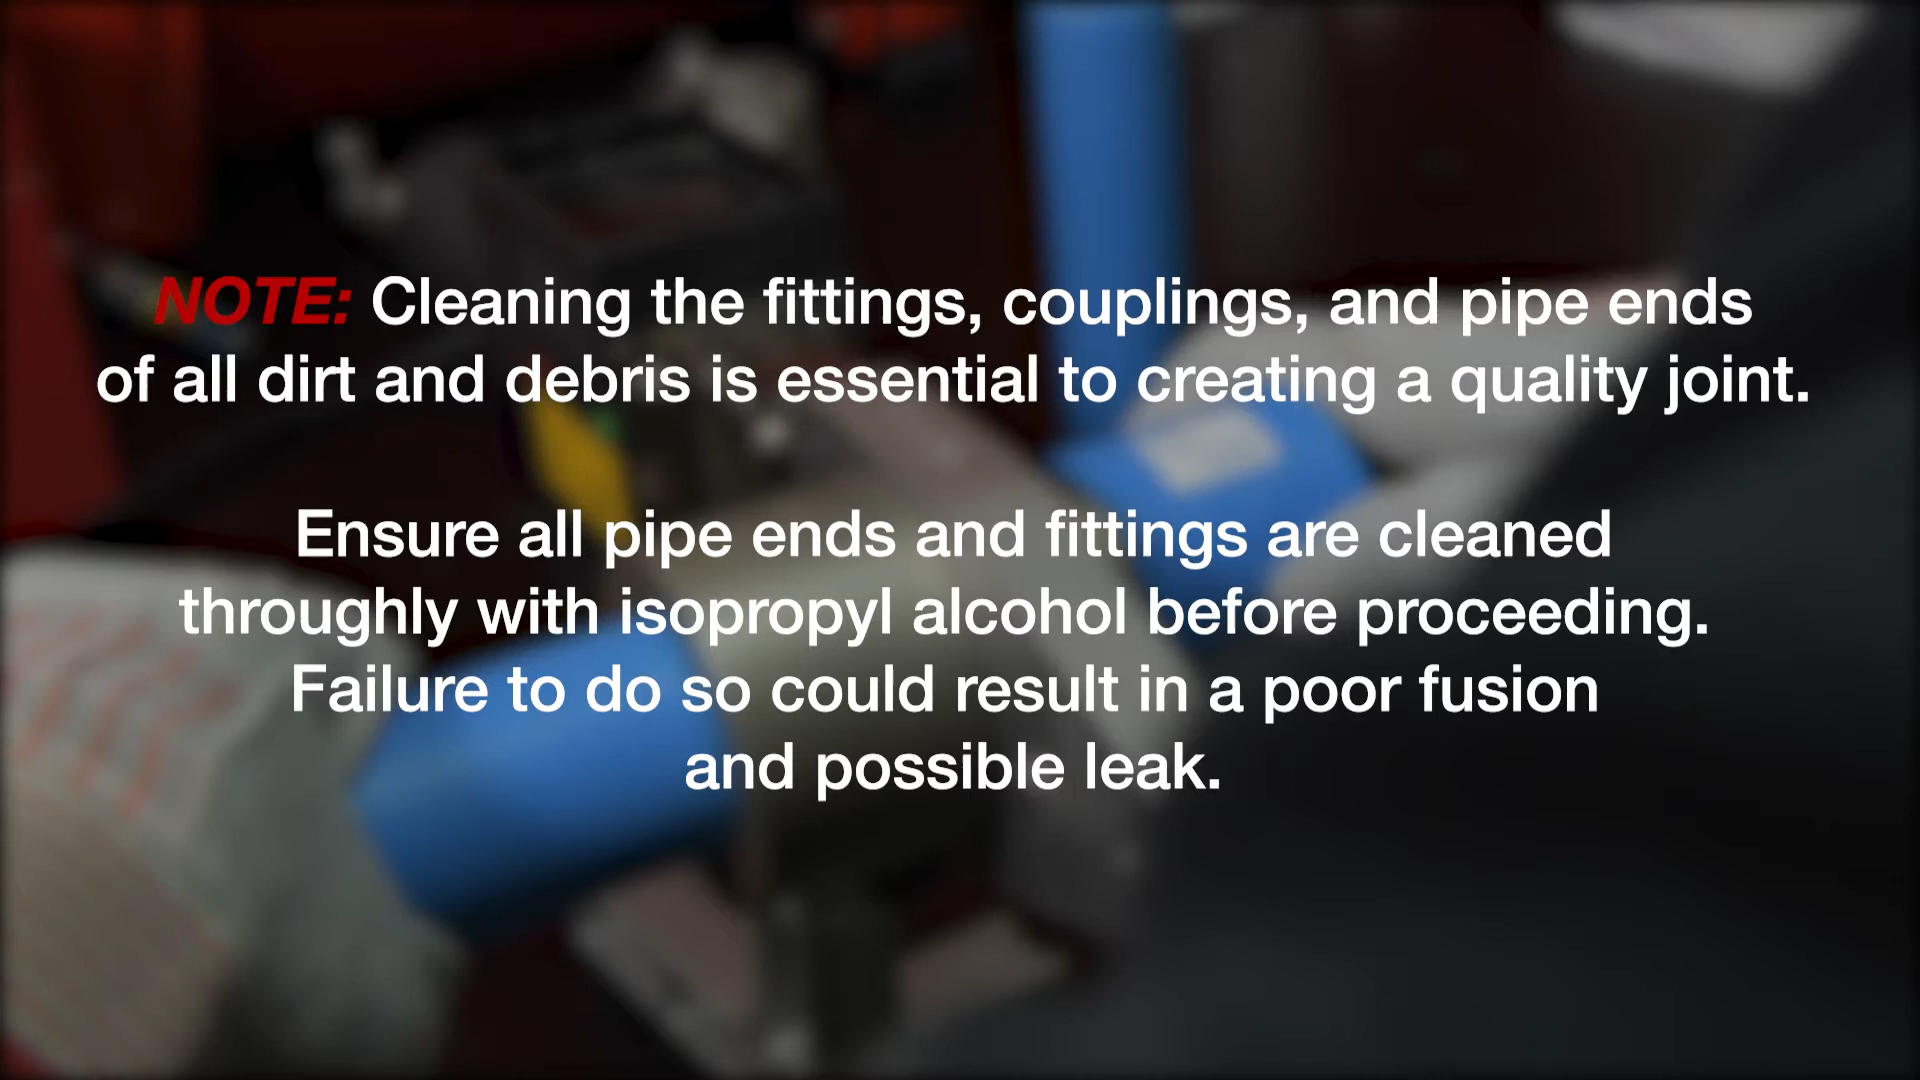 NOTE: Cleaning the fittings, couplings, and pipe ends
of all dirt and debris is essential to creating a quality joint.
Ensure all pipe ends and fittings are cleaned
throughly with isopropyl alcohol before proceeding.
Failure to do so could result in a poor fusion
and possible leak.